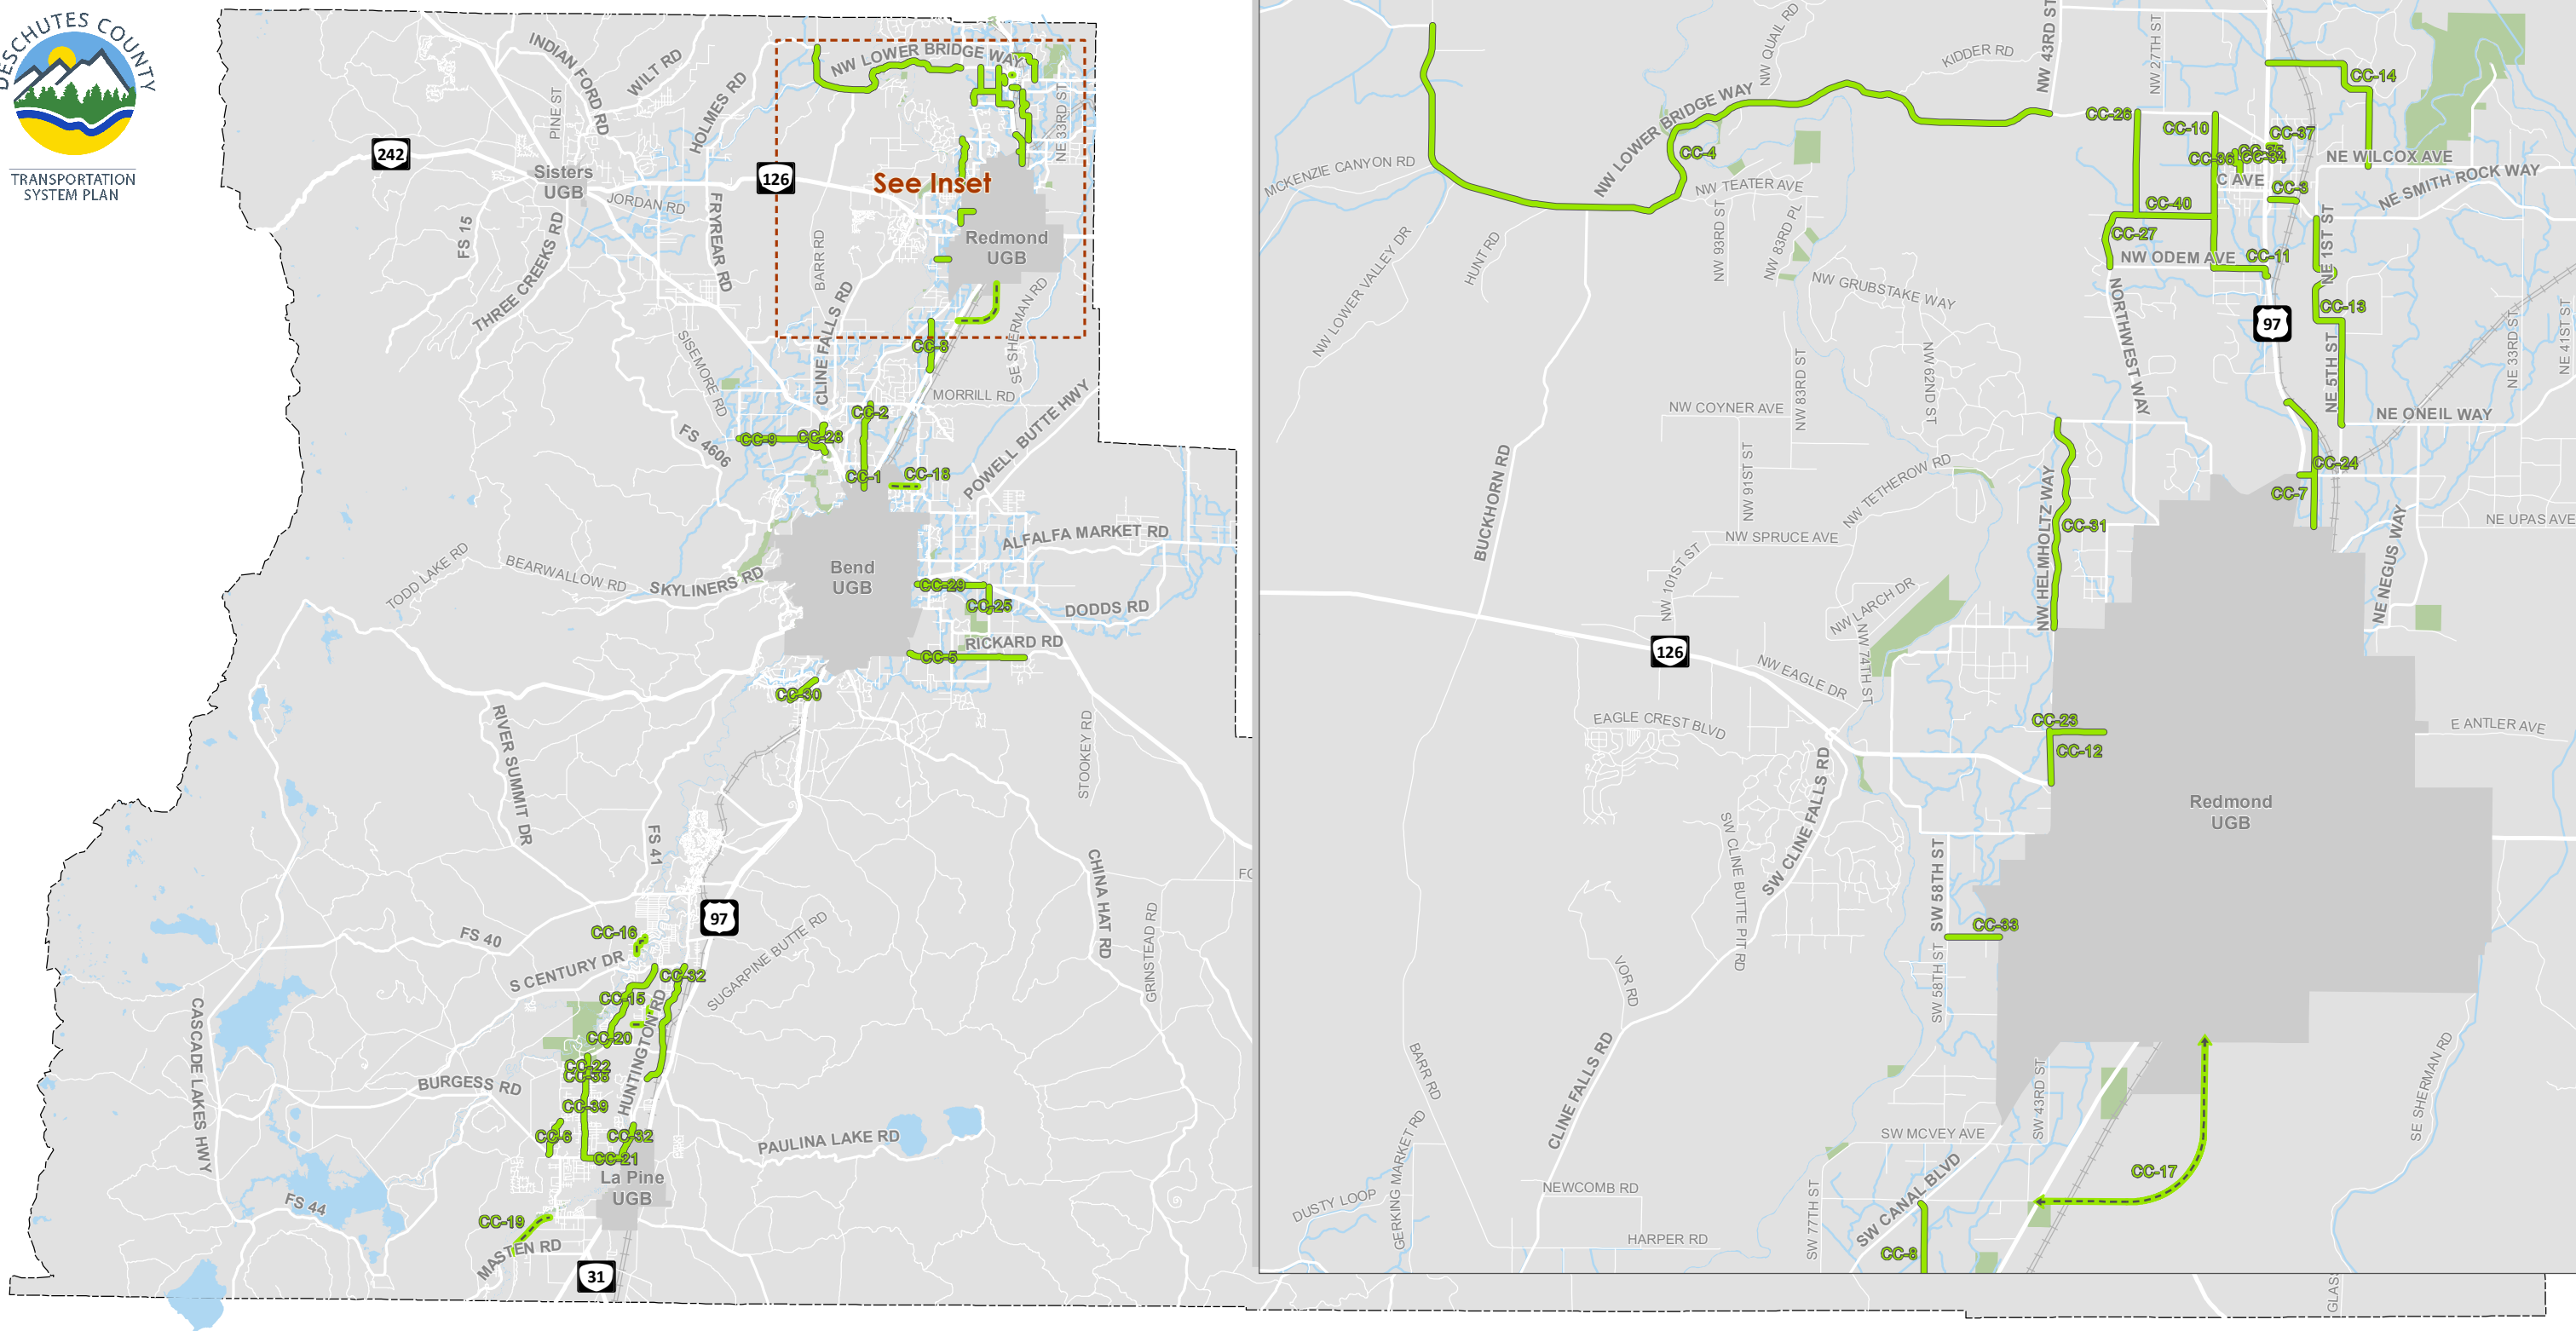 DESCHUTES COUNTY
TRANSPORTATION
SYSTEM PLAN
INDIAN FORD RD
WILT RD
PINE ST
HOLMES RD
NW LOWER BRIDGE WAY
NE 33RD ST
242
Sisters
UGB
126
See Inset
JORDAN RD
FRYREAR RD
FS 15
THREE CREEKS RD
BARR RD
Redmond
UGB
CLINE FALLS RD
SE SHERMAN RD
SISEMORE RD
CC-8
MORRILL RD
CC-2
POWELL BUTTE HWY
CC-9
CC-28
FS 4606
CC-1
CC-18
ALFALFA MARKET RD
TODD LAKE RD
BEARWALLOW RD
SKYLINERS RD
Bend
UGB
CC-29
CC-25
DODDS RD
RICKARD RD
CC-5
CC-30
RIVER SUMMIT DR
STOOKEY RD
FS 41
CHINA HAT RD
97
GRINSTEAD RD
SUGARPINE BUTTE RD
CC-16
FS 40
S CENTURY DR
CC-32
CC-15
HUNTINGTON RD
CC-20
CASCADE LAKES HWY
CC-22
BURGESS RD
CC-39
CC-6
CC-32
PAULINA LAKE RD
CC-21
La Pine
UGB
FS 44
CC-19
MASTEN RD
31
NW QUAIL RD
KIDDER RD
NW 43RD ST
NW 27TH ST
CC-14
NW LOWER BRIDGE WAY
CC-26
CC-10
CC-37
MCKENZIE CANYON RD
CC-4
CC-36
CC-34
NE WILCOX AVE
C AVE
NE SMITH ROCK WAY
NW TEATER AVE
CC-3
CC-40
NW 93RD ST
NW 83RD PL
CC-27
NE 1ST ST
NW LOWER VALLEY DR
HUNT RD
NW ODEM AVE
CC-11
NW GRUBSTAKE WAY
NORTHWEST WAY
CC-13
97
NE 33RD ST
NE 41ST ST
NW 83RD ST
NW 62ND ST
NE 5TH ST
NW COYNER AVE
NE ONEIL WAY
BUCKHORN RD
NW 91ST ST
NW TETHEROW RD
CC-24
CC-7
NW HELMHOLTZ WAY
CC-31
NW SPRUCE AVE
NE UPAS AVE
NW 101ST ST
NE NEGUS WAY
NW LARCH DR
126
NW 74TH ST
NW EAGLE DR
EAGLE CREST BLVD
CC-23
CC-12
E ANTLER AVE
SW CLINE FALLS RD
Redmond
UGB
SW CLINE BUTTE PIT RD
SW 58TH ST
CC-33
SW 58TH ST
VOR RD
BARR RD
CLINE FALLS RD
SW 43RD ST
SE SHERMAN RD
SW MCVEY AVE
GERKING MARKET RD
CC-17
NEWCOMB RD
SW CANAL BLVD
DUSTY LOOP
SW 77TH ST
HARPER RD
CC-8